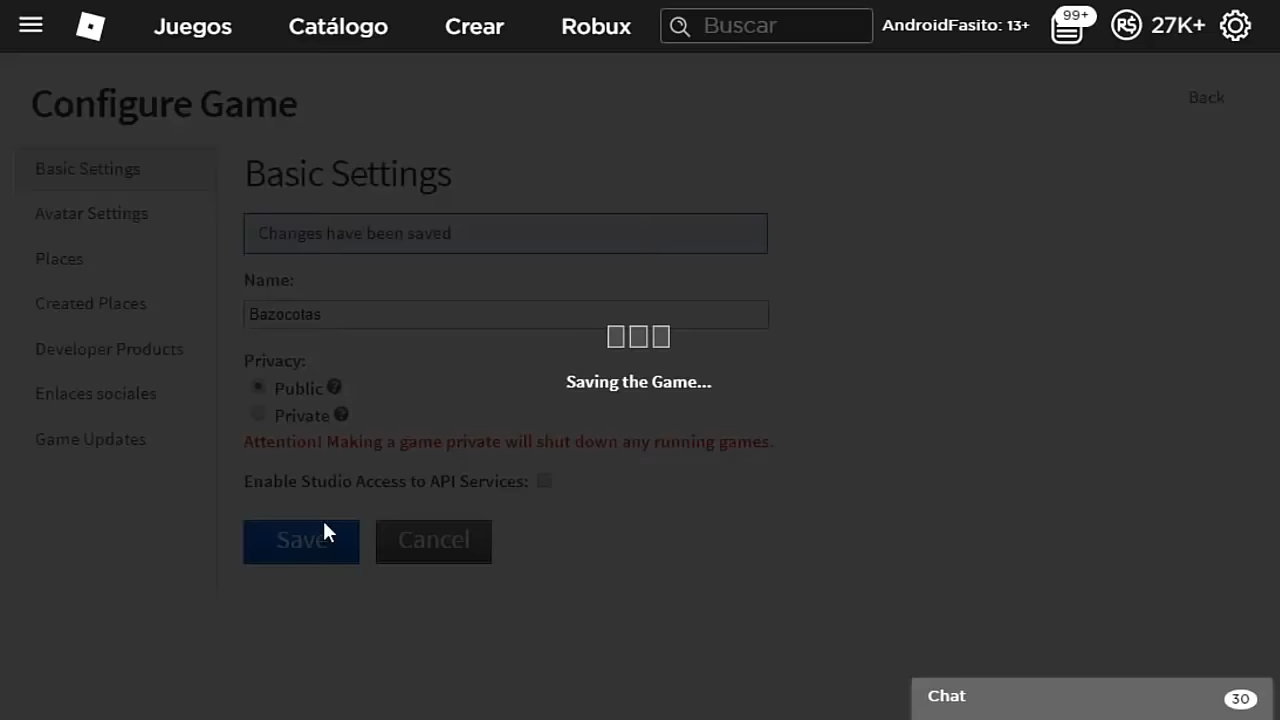 Juegos Catálogo Crear Robux Buscar AndroidFasito: 13+ 99+ R$ 27K+
Configure Game
Back
Basic Settings
Avatar Settings
Places
Created Places
Developer Products
Enlaces sociales
Game Updates
Basic Settings
Changes have been saved
Name:
Bazocotas
Privacy:
Public ?
Private ?
Attention! Making a game private will shut down any running games.
Enable Studio Access to API Services:
Save Cancel
Saving the Game...
Chat 30